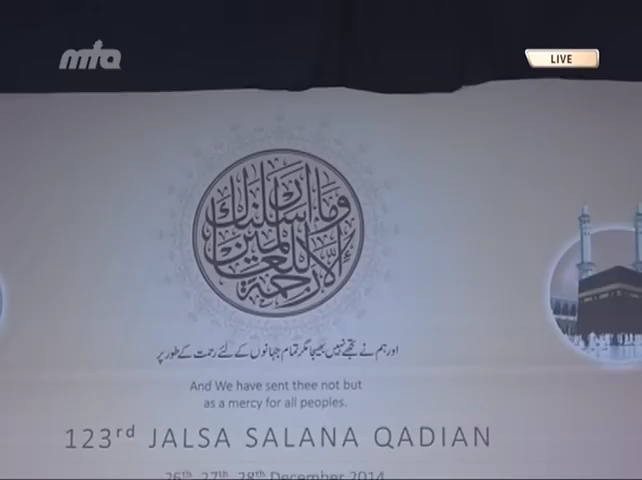 mta
LIVE
وما أرسلنك إلا رحمة للعالمين
اور ہم نے تجھے نہیں بھیجا مگر تمام جہانوں کے لئے رحمت کے طور پر
And We have sent thee not but
as a mercy for all peoples.
123rd JALSA SALANA QADIAN
26th, 27th, 28th December 2014